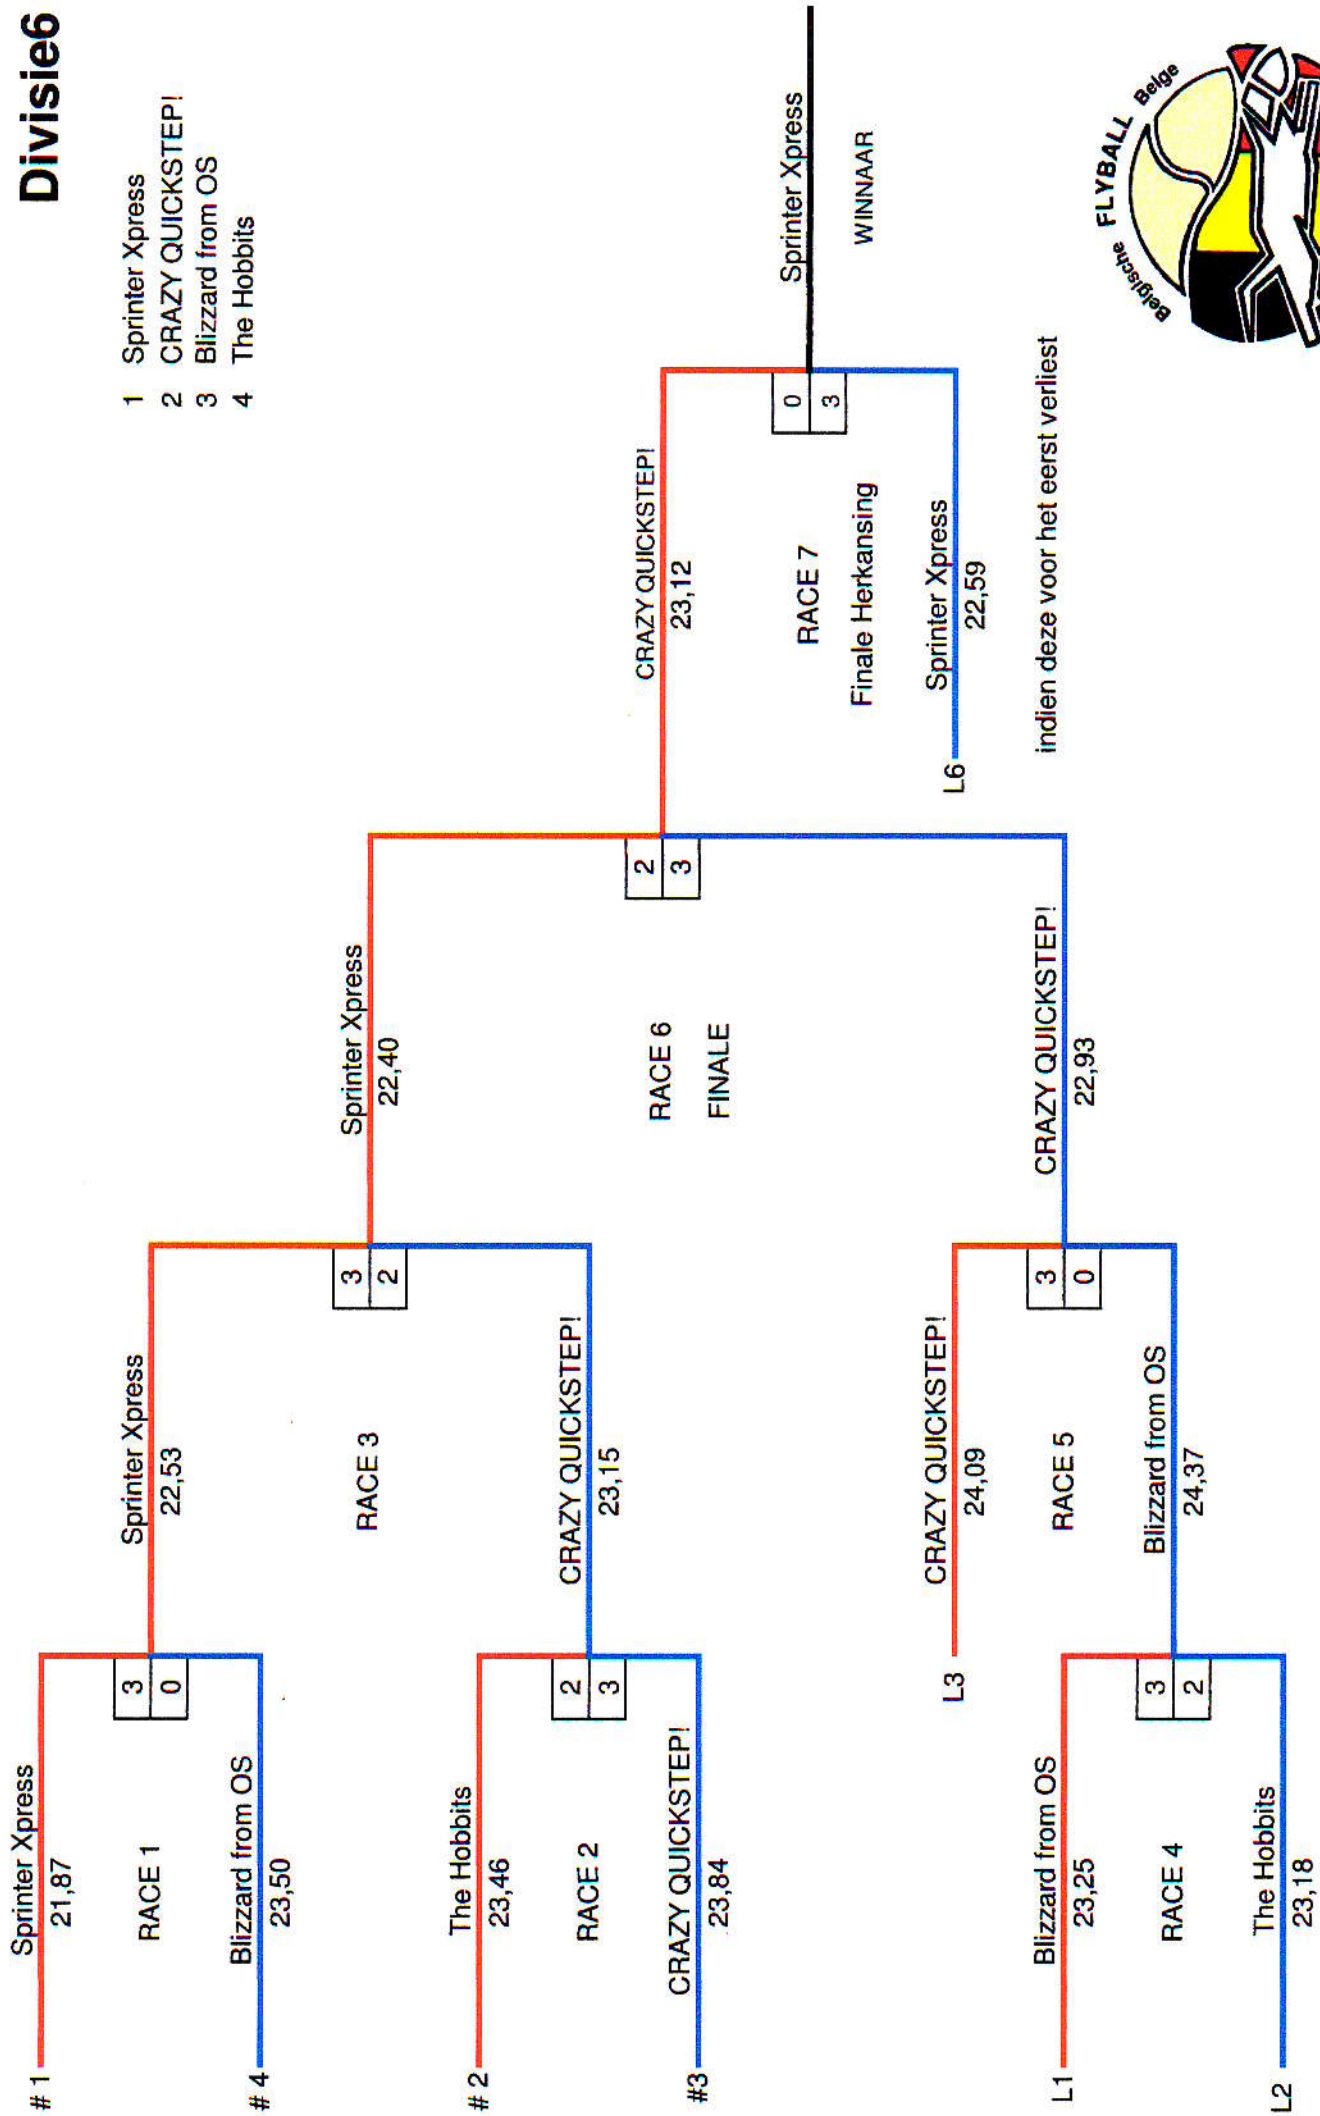 Divisie6
1 Sprinter Xpress
2 CRAZY QUICKSTEP!
3 Blizzard from OS
4 The Hobbits
# 1
Sprinter Xpress
21,87
RACE 1
3
0
# 4
Blizzard from OS
23,50
# 2
The Hobbits
23,46
RACE 2
2
3
#3
CRAZY QUICKSTEP!
23,84
L1
Blizzard from OS
23,25
RACE 4
3
2
L2
The Hobbits
23,18
Sprinter Xpress
22,53
RACE 3
3
2
CRAZY QUICKSTEP!
23,15
L3
CRAZY QUICKSTEP!
24,09
RACE 5
3
0
Blizzard from OS
24,37
Sprinter Xpress
22,40
RACE 6
FINALE
2
3
CRAZY QUICKSTEP!
22,93
CRAZY QUICKSTEP!
23,12
RACE 7
Finale Herkansing
0
3
L6
Sprinter Xpress
22,59
indien deze voor het eerst verliest
Sprinter Xpress
WINNAAR
Belgische FLYBALL Belge